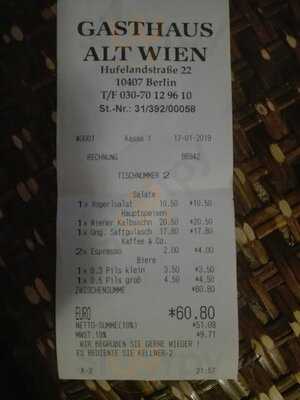 GASTHAUS
ALT WIEN
Hufelandstraße 22
10407 Berlin
T/F 030-70 12 96 10
St.-Nr.: 31/392/00058
#0001 Kasse 1 17-01-2019
RECHNUNG
TISCHNUMMER 2
Salate
1x Vogerlsalat 10.50 *10.50
Hauptspeisen
1x Wiener Kalbsschn 20.50 *20.50
1x Ung. Saftgulasch 17.80 *17.80
Kaffee & Co.
2x Espresso 2.00 *4.00
Biere
1x 0.3 Pils klein 3.50 *3.50
1x 0.5 Pils groß 4.50 *4.50
ZWISCHENSUMME *60.80
EURO *60.80
NETTO-SUMME(19%) *51.09
MWST.19% *9.71
WIR BEGRÜßEN SIE GERNE WIEDER !
ES BEDIENTE SIE KELLNER-2
21:57